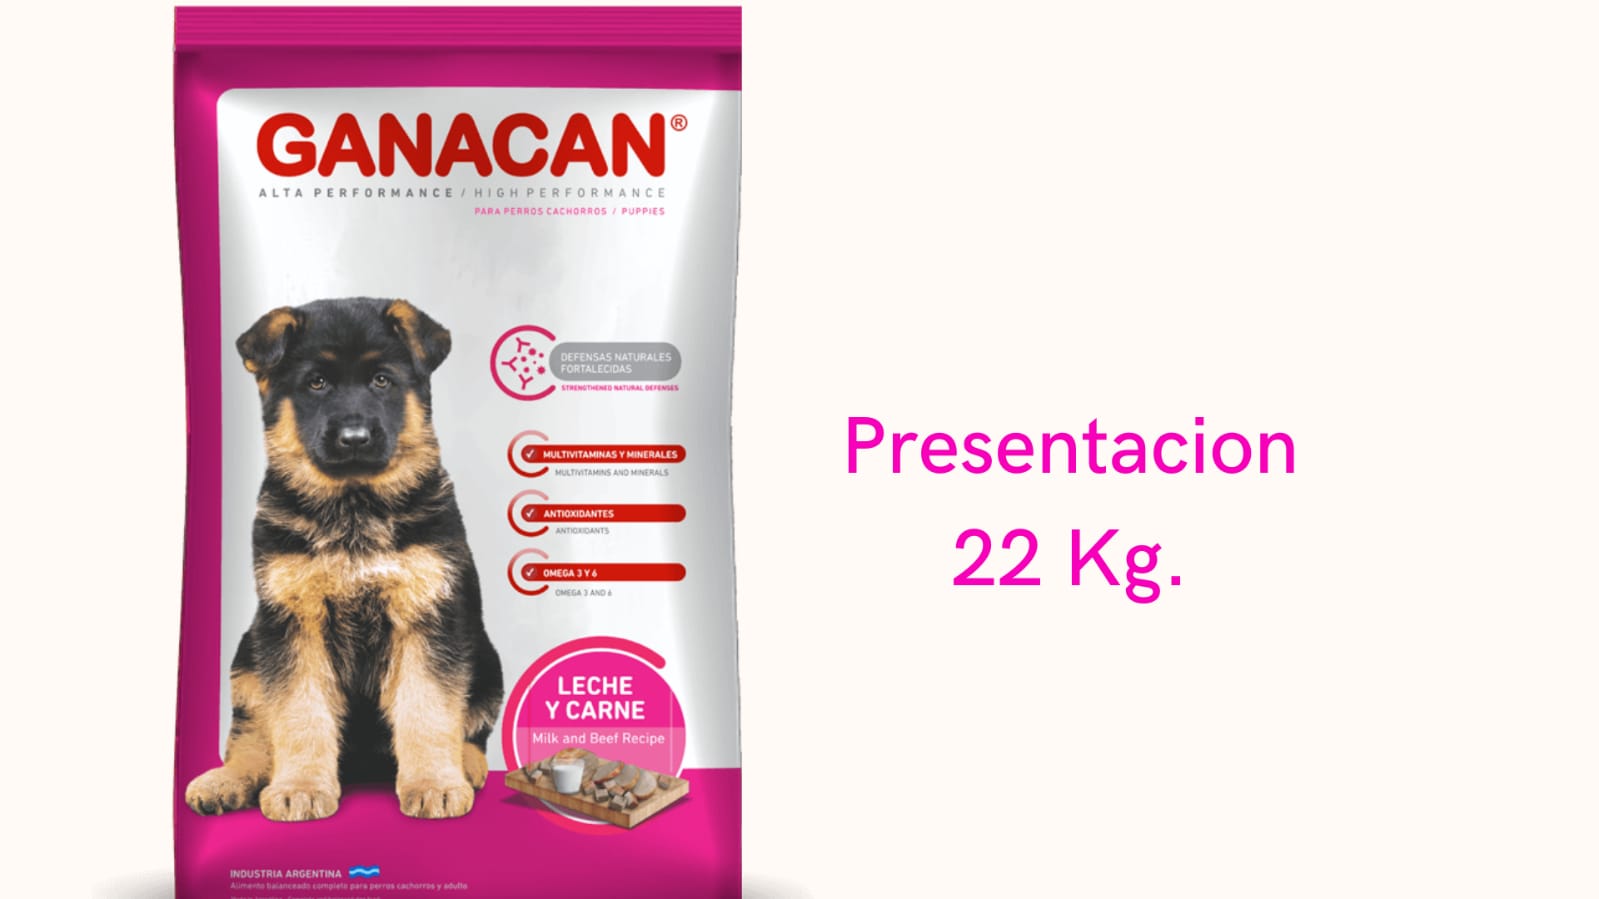 GANACAN®
ALTA PERFORMANCE / HIGH PERFORMANCE
PARA PERROS CACHORROS / PUPPIES
DEFENSAS NATURALES
FORTALECIDAS
STRENGTHENED NATURAL DEFENSES
MULTIVITAMINAS Y MINERALES
MULTIVITAMINS AND MINERALS
ANTIOXIDANTES
ANTIOXIDANTS
OMEGA 3 Y 6
OMEGA 3 AND 6
LECHE
Y CARNE
Milk and Beef Recipe
INDUSTRIA ARGENTINA
Alimento balanceado completo para perros cachorros y adulto
Presentacion
22 Kg.